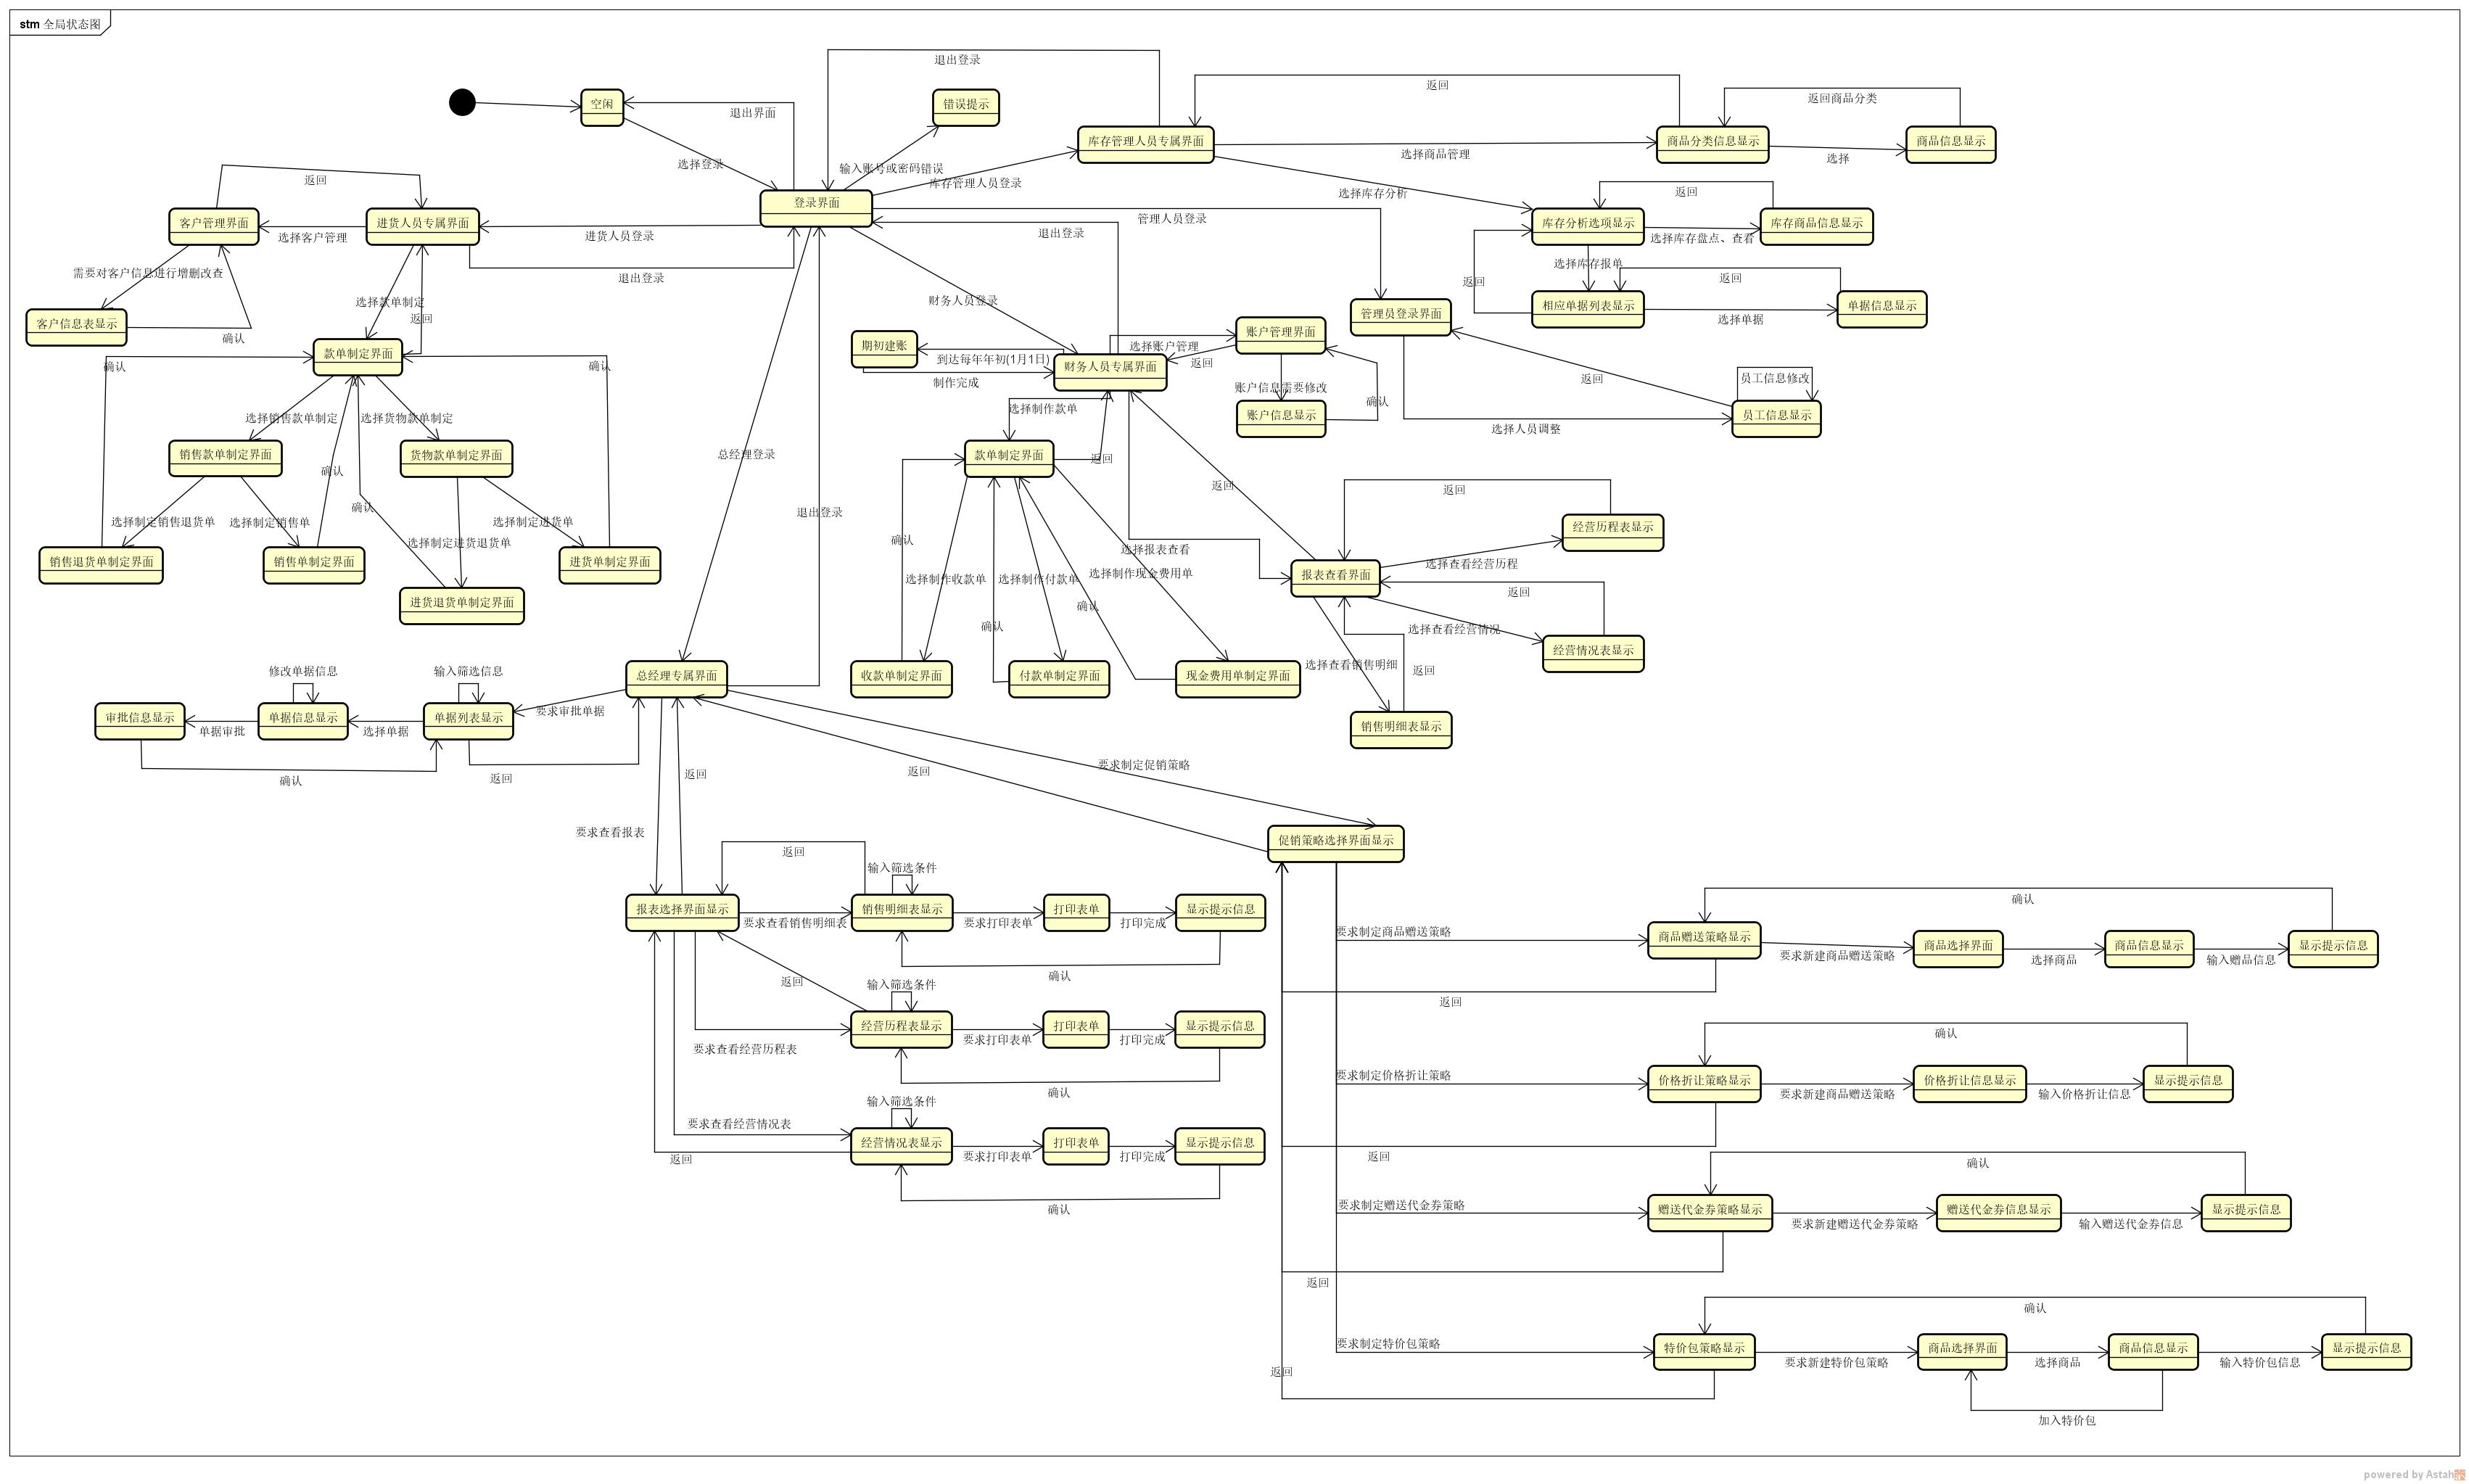 stm 全局状态图
退出登录
空闲
退出界面
错误提示
返回
返回商品分类
库存管理人员专属界面
商品分类信息显示
商品信息显示
选择商品管理
选择
选择登录
输入账号或密码错误
库存管理人员登录
返回
选择库存分析
返回
登录界面
管理人员登录
客户管理界面
进货人员专属界面
库存分析选项显示
库存商品信息显示
选择客户管理
进货人员登录
退出登录
选择库存盘点、查看
需要对客户信息进行增删改查
退出登录
选择库存报单
返回
返回
选择款单制定
财务人员登录
管理员登录界面
相应单据列表显示
单据信息显示
客户信息表显示
返回
选择单据
确认
账户管理界面
期初建账
选择账户管理
款单制定界面
到达每年年初(1月1日)
返回
财务人员专属界面
确认
确认
制作完成
返回
员工信息修改
账户信息需要修改
确认
选择销售款单制定
选择货物款单制定
选择制作款单
账户信息显示
员工信息显示
选择人员调整
销售款单制定界面
货物款单制定界面
总经理登录
款单制定界面
返回
确认
返回
返回
确认
退出登录
选择制定销售退货单
选择制定销售单
选择制定进货单
经营历程表显示
确认
选择制定进货退货单
选择报表查看
销售退货单制定界面
销售单制定界面
进货单制定界面
选择查看经营历程
选择制作收款单
选择制作付款单
选择制作现金费用单
报表查看界面
返回
进货退货单制定界面
确认
确认
选择查看经营情况
经营情况表显示
修改单据信息
输入筛选信息
总经理专属界面
收款单制定界面
付款单制定界面
现金费用单制定界面
选择查看销售明细
返回
审批信息显示
单据信息显示
单据列表显示
要求审批单据
销售明细表显示
单据审批
选择单据
确认
返回
返回
返回
要求制定促销策略
要求查看报表
促销策略选择界面显示
返回
输入筛选条件
报表选择界面显示
销售明细表显示
打印表单
显示提示信息
要求查看销售明细表
要求打印表单
打印完成
确认
要求制定商品赠送策略
商品赠送策略显示
商品选择界面
商品信息显示
显示提示信息
要求新建商品赠送策略
选择商品
输入赠品信息
确认
返回
输入筛选条件
返回
经营历程表显示
打印表单
显示提示信息
要求查看经营历程表
要求打印表单
打印完成
确认
要求制定价格折让策略
价格折让策略显示
价格折让信息显示
显示提示信息
要求新建商品赠送策略
输入价格折让信息
确认
输入筛选条件
要求查看经营情况表
经营情况表显示
打印表单
显示提示信息
返回
要求打印表单
打印完成
返回
确认
确认
要求制定赠送代金券策略
赠送代金券策略显示
赠送代金券信息显示
显示提示信息
要求新建赠送代金券策略
输入赠送代金券信息
返回
确认
要求制定特价包策略
特价包策略显示
商品选择界面
商品信息显示
显示提示信息
要求新建特价包策略
选择商品
输入特价包信息
返回
加入特价包
powered by Astah